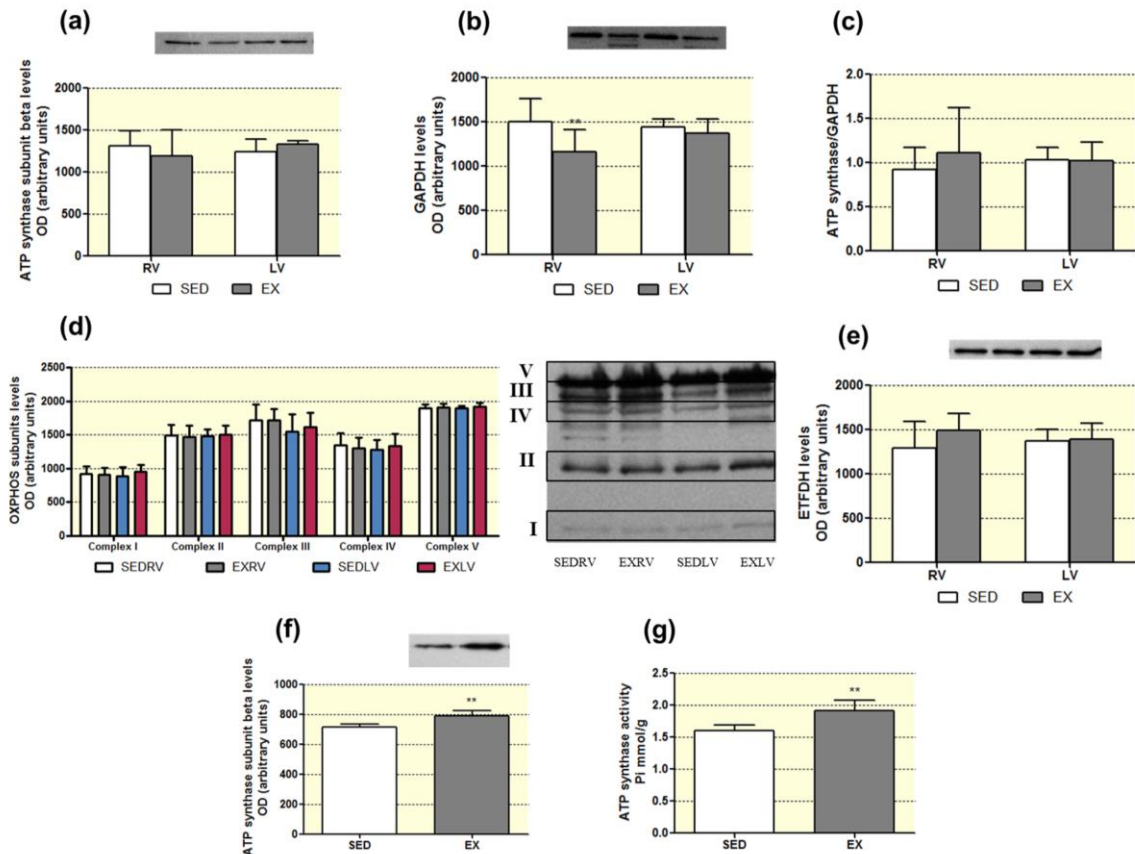 (a)
ATP synthase subunit beta levels
OD (arbitrary units)
2000
1500
1000
500
0
RV LV
SED EX
(b)
GAPDH levels
OD (arbitrary units)
2000
1500
1000
500
0
**
RV LV
SED EX
(c)
ATP synthase/GAPDH
2.0
1.5
1.0
0.5
0.0
RV LV
SED EX
(d)
OXPHOS subunits levels
OD (arbitrary units)
2500
2000
1500
1000
500
0
Complex I Complex II Complex III Complex IV Complex V
SEDRV EXRV SEDLV EXLV
V
III
IV
II
I
SEDRV EXRV SEDLV EXLV
(e)
ETFDH levels
OD (arbitrary units)
2000
1500
1000
500
0
RV LV
SED EX
(f)
ATP synthase subunit beta levels
OD (arbitrary units)
1000
800
600
400
200
0
**
SED EX
(g)
ATP synthase activity
Pi mmol/g
2.5
2.0
1.5
1.0
0.5
0.0
**
SED EX